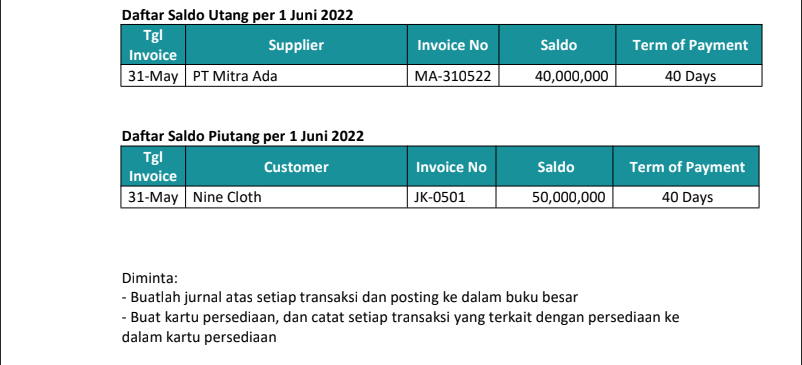 Daftar Saldo Utang per 1 Juni 2022
Tgl Invoice Supplier Invoice No Saldo Term of Payment
31-May PT Mitra Ada MA-310522 40,000,000 40 Days
Daftar Saldo Piutang per 1 Juni 2022
Tgl Invoice Customer Invoice No Saldo Term of Payment
31-May Nine Cloth JK-0501 50,000,000 40 Days
Diminta:
- Buatlah jurnal atas setiap transaksi dan posting ke dalam buku besar
- Buat kartu persediaan, dan catat setiap transaksi yang terkait dengan persediaan ke
dalam kartu persediaan